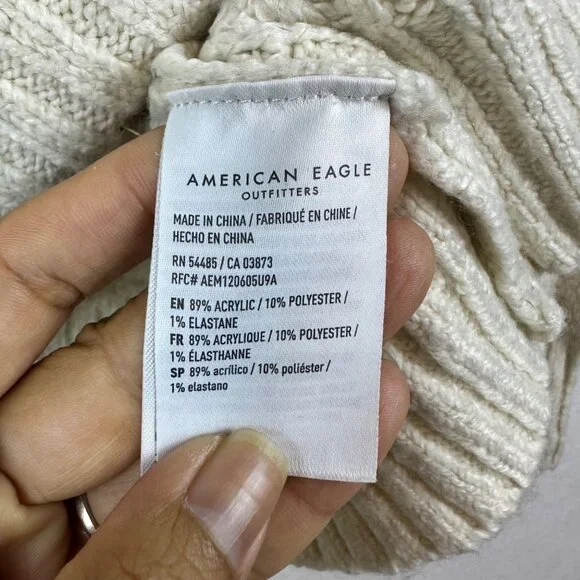 AMERICAN EAGLE
OUTFITTERS
MADE IN CHINA / FABRIQUÉ EN CHINE /
HECHO EN CHINA
RN 54485 / CA 03873
RFC# AEM120605U9A
EN 89% ACRYLIC / 10% POLYESTER /
1% ELASTANE
FR 89% ACRYLIQUE / 10% POLYESTER /
1% ÉLASTHANNE
SP 89% acrílico / 10% poliéster /
1% elastano